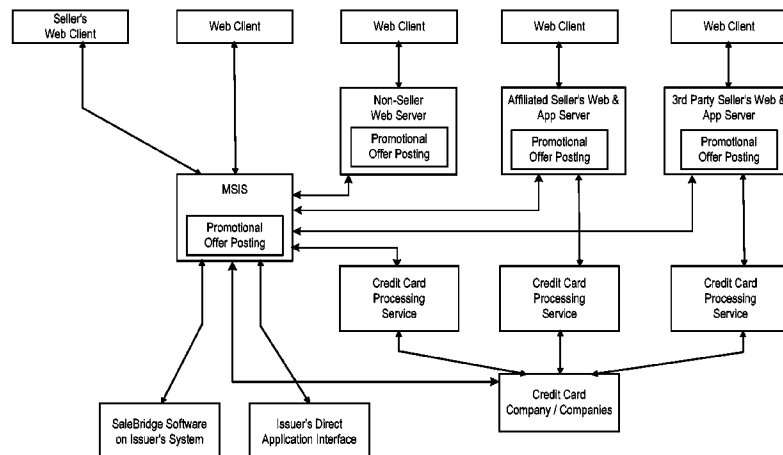 Seller's
Web Client
Web Client
Web Client
Web Client
Web Client
Non-Seller
Web Server
Promotional
Offer Posting
Affiliated Seller's Web &
App Server
Promotional
Offer Posting
3rd Party Seller's Web &
App Server
Promotional
Offer Posting
MSIS
Promotional
Offer Posting
Credit Card
Processing
Service
Credit Card
Processing
Service
Credit Card
Processing
Service
SaleBridge Software
on Issuer's System
Issuer's Direct
Application Interface
Credit Card
Company / Companies